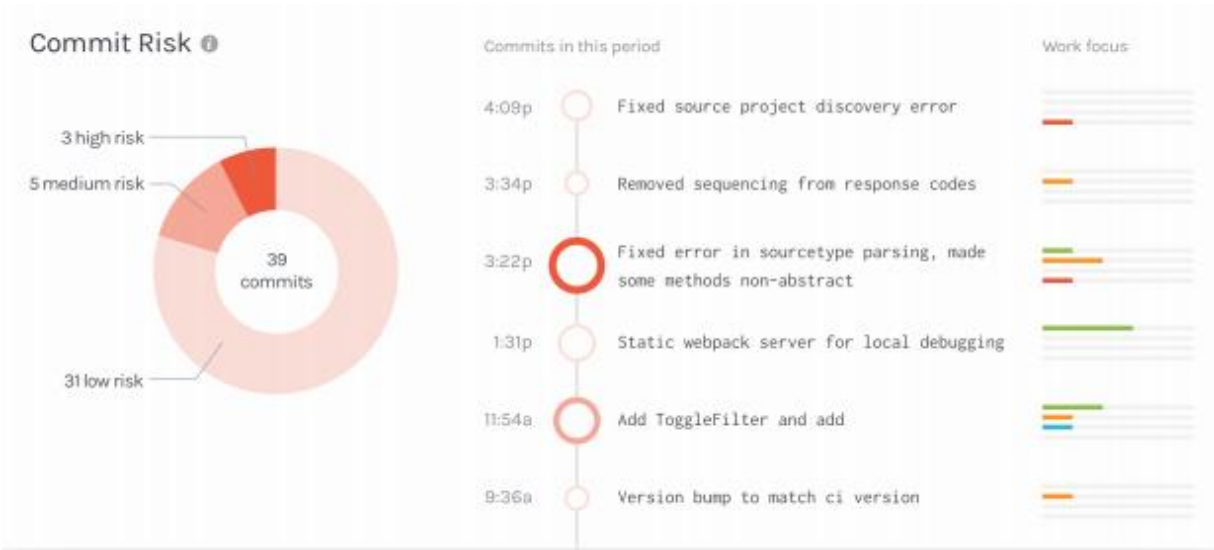 Commit Risk
Commits in this period
Work focus
3 high risk
5 medium risk
39
commits
31 low risk
4:09p Fixed source project discovery error
3:34p Removed sequencing from response codes
3:22p Fixed error in sourcetype parsing, made
some methods non-abstract
1:31p Static webpack server for local debugging
11:54a Add ToggleFilter and add
9:36a Version bump to match ci version